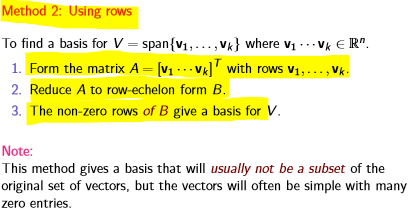 Method 2: Using rows
To find a basis for V = span{v₁, . . . , vₖ} where v₁ ⋯ vₖ ∈ ℝⁿ.
1. Form the matrix A = [v₁ ⋯ vₖ]ᵀ with rows v₁, . . . , vₖ.
2. Reduce A to row-echelon form B.
3. The non-zero rows of B give a basis for V.
Note:
This method gives a basis that will usually not be a subset of the
original set of vectors, but the vectors will often be simple with many
zero entries.